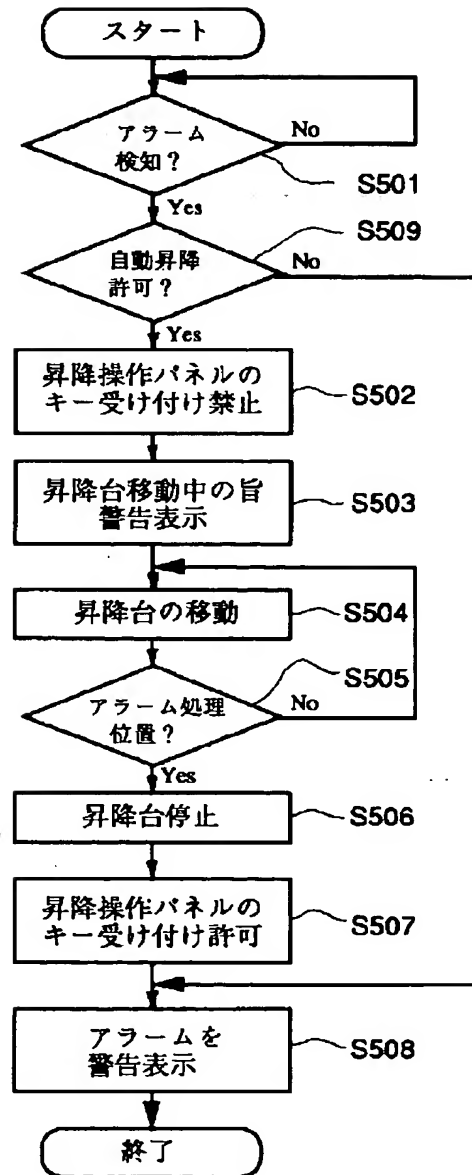 スタート
アラーム
検知？
No
S501
Yes
S509
自動昇降
許可？
No
Yes
昇降操作パネルの
キー受け付け禁止
S502
昇降台移動中の旨
警告表示
S503
昇降台の移動
S504
S505
アラーム処理
位置？
No
Yes
昇降台停止
S506
昇降操作パネルの
キー受け付け許可
S507
アラームを
警告表示
S508
終了